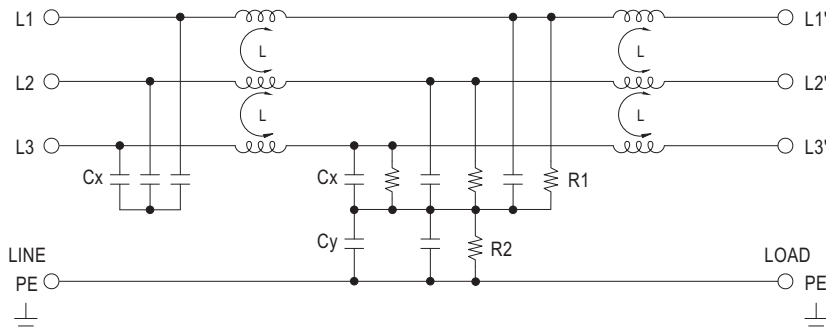 L1 L1'
L
L2 L2'
L
L3 L3'
Cx Cx R1
Cy R2
LINE LOAD
PE PE